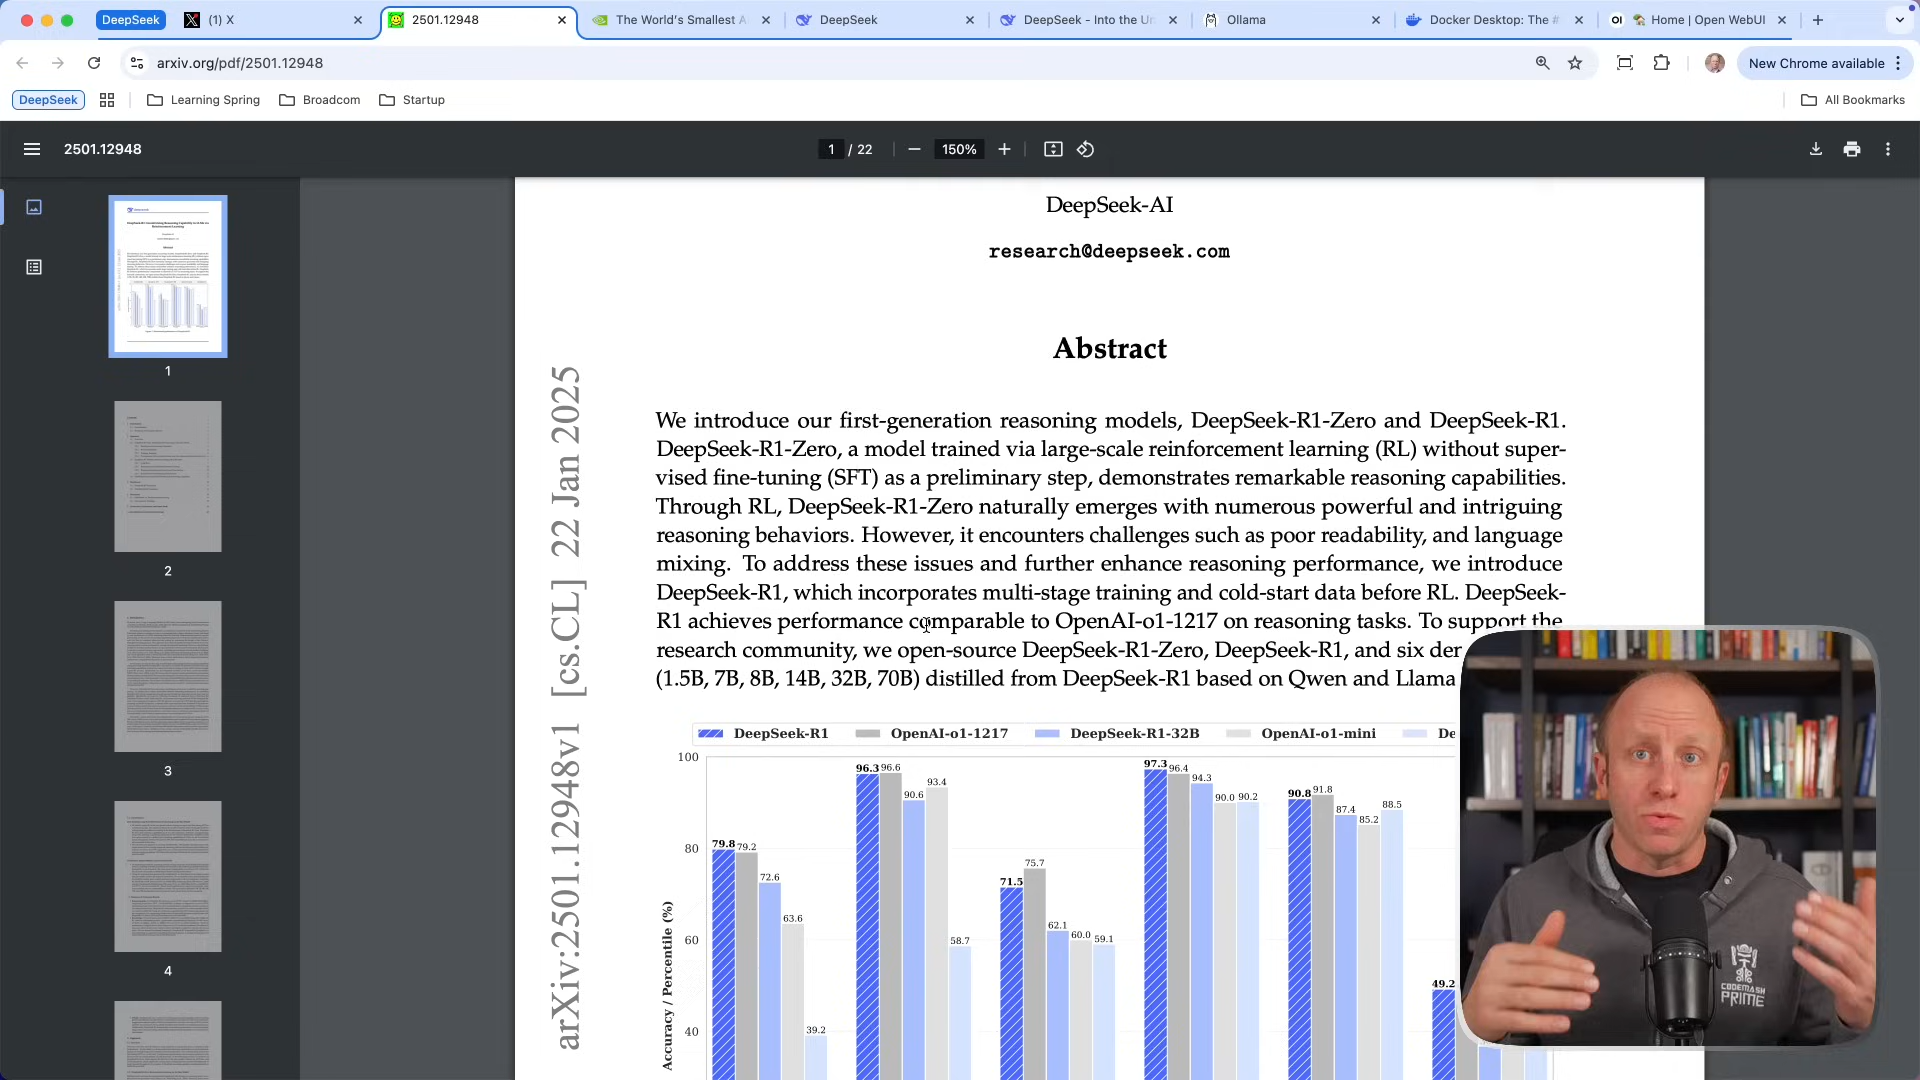 DeepSeek
(1) X
2501.12948
The World's Smallest A
DeepSeek
DeepSeek - Into the Un
Ollama
Docker Desktop: The #
OI
Home | Open WebUI
arxiv.org/pdf/2501.12948
New Chrome available
DeepSeek
Learning Spring
Broadcom
Startup
All Bookmarks
2501.12948
1 / 22
150%
1
2
3
4
arXiv:2501.12948v1 [cs.CL] 22 Jan 2025
DeepSeek-AI
research@deepseek.com
Abstract
We introduce our first-generation reasoning models, DeepSeek-R1-Zero and DeepSeek-R1.
DeepSeek-R1-Zero, a model trained via large-scale reinforcement learning (RL) without super-
vised fine-tuning (SFT) as a preliminary step, demonstrates remarkable reasoning capabilities.
Through RL, DeepSeek-R1-Zero naturally emerges with numerous powerful and intriguing
reasoning behaviors. However, it encounters challenges such as poor readability, and language
mixing. To address these issues and further enhance reasoning performance, we introduce
DeepSeek-R1, which incorporates multi-stage training and cold-start data before RL. DeepSeek-
R1 achieves performance comparable to OpenAI-o1-1217 on reasoning tasks. To support the
research community, we open-source DeepSeek-R1-Zero, DeepSeek-R1, and six der
(1.5B, 7B, 8B, 14B, 32B, 70B) distilled from DeepSeek-R1 based on Qwen and Llama
DeepSeek-R1
OpenAI-o1-1217
DeepSeek-R1-32B
OpenAI-o1-mini
De
Accuracy / Percentile (%)
100
80
60
40
79.8
79.2
72.6
63.6
39.2
96.3
96.6
90.6
93.4
58.7
71.5
75.7
62.1
60.0
59.1
97.3
96.4
94.3
90.0
90.2
90.8
91.8
87.4
85.2
88.5
49.2
CODEMASH
PRIME